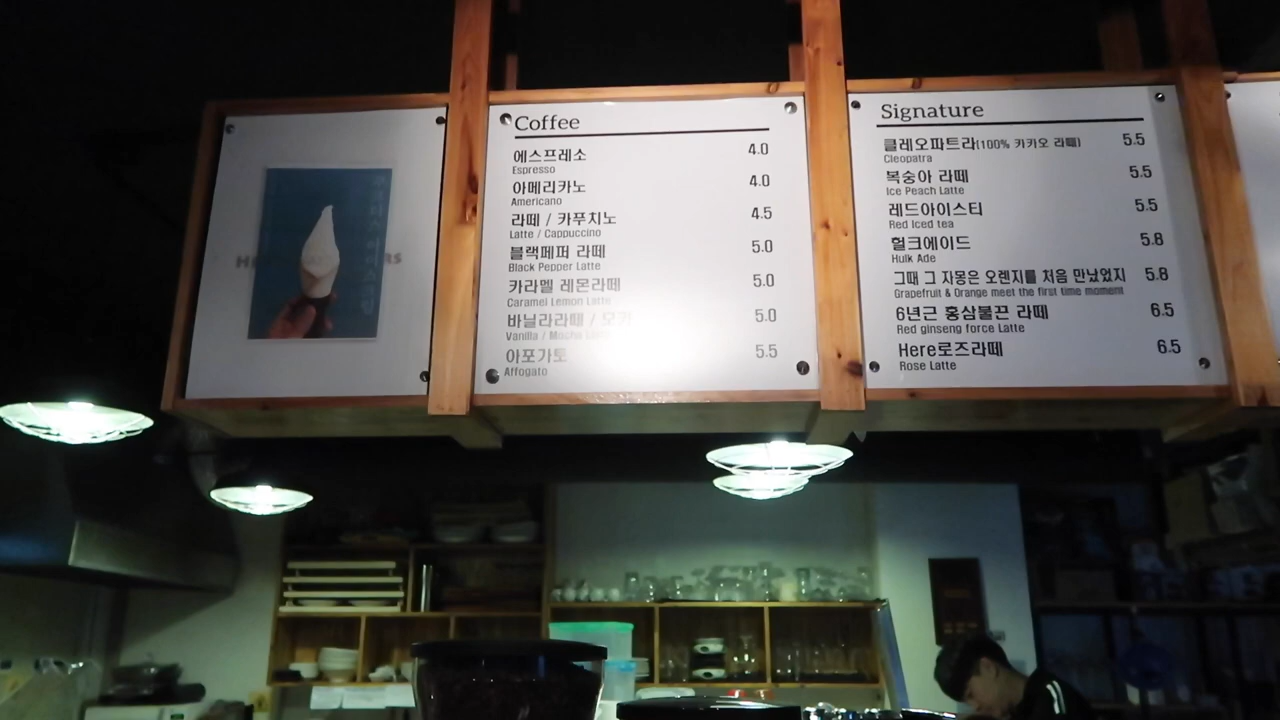 Coffee
에스프레소 4.0
Espresso
아메리카노 4.0
Americano
라떼 / 카푸치노 4.5
Latte / Cappuccino
블랙페퍼 라떼 5.0
Black Pepper Latte
카라멜 레몬라떼 5.0
Caramel Lemon Latte
바닐라라떼 / 모카 5.0
Vanilla / Mocha
아포가토 5.5
Affogato
Signature
클레오파트라(100% 카카오 라떼) 5.5
Cleopatra
복숭아 라떼 5.5
Ice Peach Latte
레드아이스티 5.5
Red Iced tea
헐크에이드 5.8
Hulk Ade
그때 그 자몽은 오렌지를 처음 만났었지 5.8
Grapefruit & Orange meet the first time moment
6년근 홍삼불끈 라떼 6.5
Red ginseng force Latte
Here로즈라떼 6.5
Rose Latte